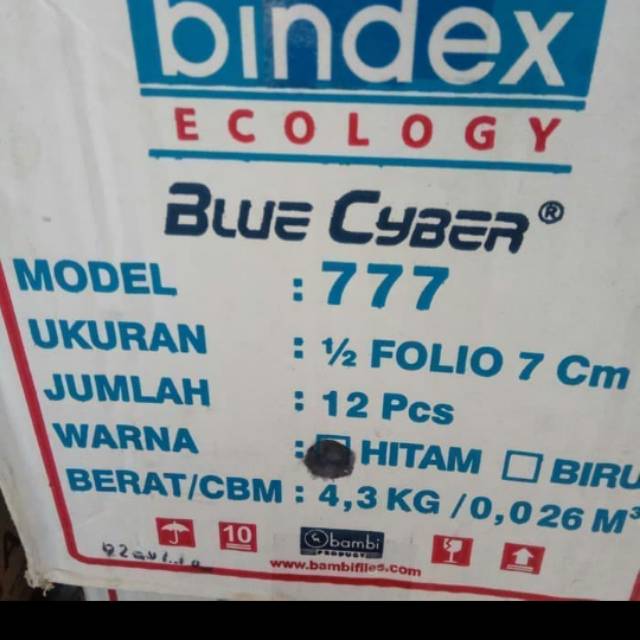 bindex
ECOLOGY
BLUE CYBER®
MODEL : 777
UKURAN : ½ FOLIO 7 Cm
JUMLAH : 12 Pcs
WARNA : HITAM BIRU
BERAT/CBM : 4,3 KG / 0,026 M³
10
bambi
PRODUCT
www.bambifiles.com